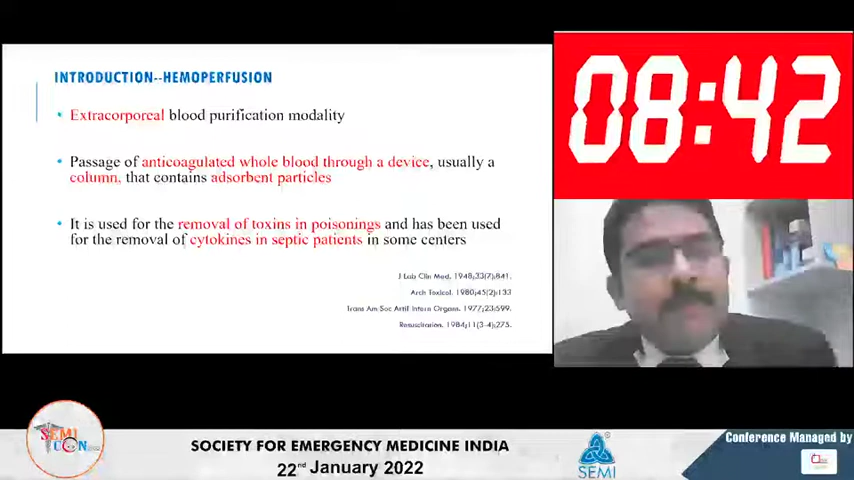 INTRODUCTION--HEMOPERFUSION
08:42
• Extracorporeal blood purification modality
• Passage of anticoagulated whole blood through a device, usually a
column, that contains adsorbent particles
• It is used for the removal of toxins in poisonings and has been used
for the removal of cytokines in septic patients in some centers
J Lab Clin Med. 1948;33(7):841.
Arch Toxicol. 1980;45(2):133
Trans Am Soc Artif Intern Organs. 1977;23:599.
Resuscitation. 1984;11(3-4):275.
SEMI
CON
SOCIETY FOR EMERGENCY MEDICINE INDIA
22nd January 2022
SEMI
Conference Managed by